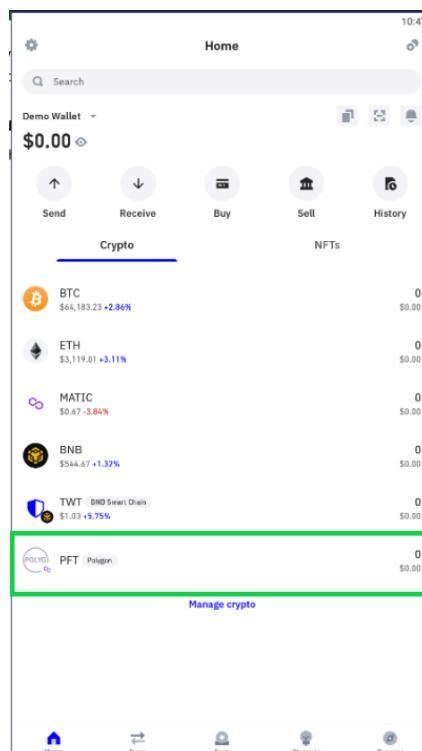 10:47
Home
Search
Demo Wallet
$0.00
Send Receive Buy Sell History
Crypto NFTs
BTC 0
$64,183.23 +2.86% $0.00
ETH 0
$3,119.01 +3.11% $0.00
MATIC 0
$0.67 -3.84% $0.00
BNB 0
$544.67 +1.32% $0.00
TWT BNB Smart Chain 0
$1.03 +5.75% $0.00
POLYG PFT Polygon 0
$0.00
Manage crypto
Home